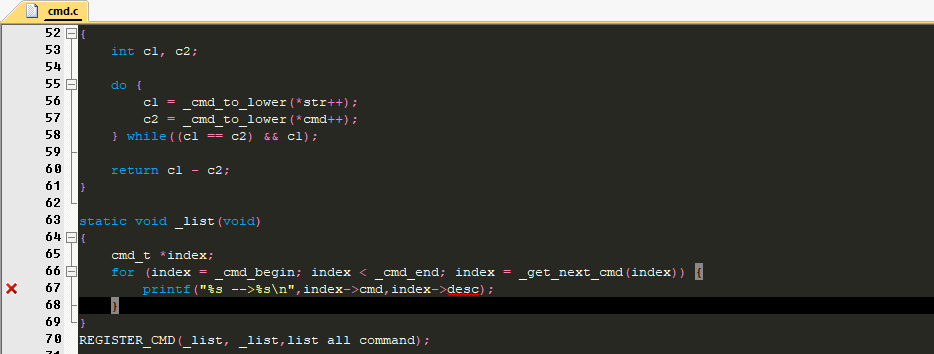 cmd.c
52 {
53 int c1, c2;
54
55 do {
56 c1 = _cmd_to_lower(*str++);
57 c2 = _cmd_to_lower(*cmd++);
58 } while((c1 == c2) && c1);
59
60 return c1 - c2;
61 }
62
63 static void _list(void)
64 {
65 cmd_t *index;
66 for (index = _cmd_begin; index < _cmd_end; index = _get_next_cmd(index)) {
67 printf("%s -->%s\n",index->cmd,index->desc);
68 }
69 }
70 REGISTER_CMD(_list, _list,list all command);